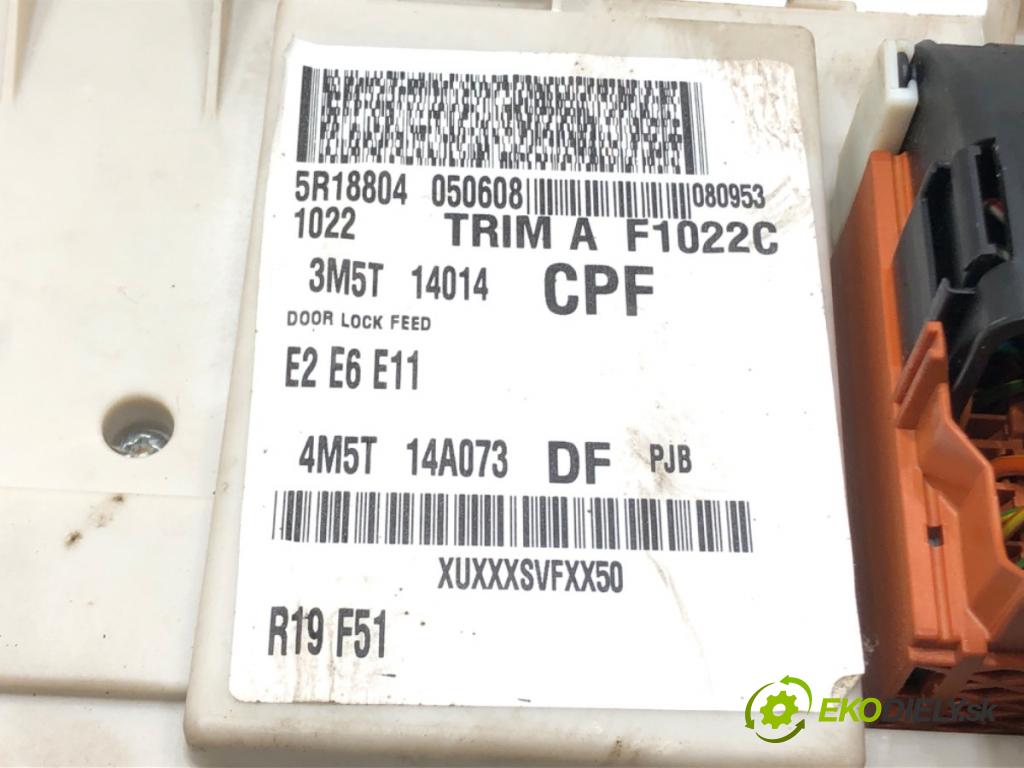 5R18804 050608 080953
1022 TRIM A F1022C
3M5T 14014 CPF
DOOR LOCK FEED
E2 E6 E11
4M5T 14A073 DF PJB
XUXXXSVFXX50
R19 F51
EKODIELY.sk